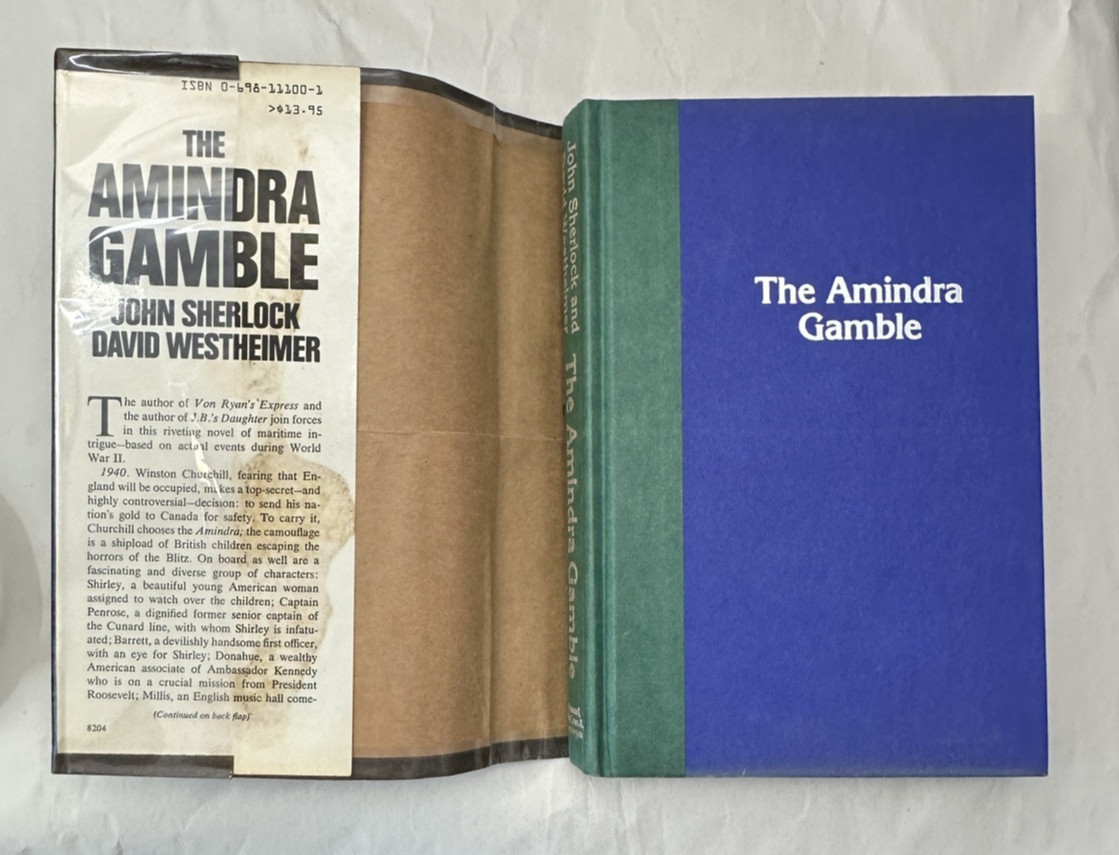 ISBN 0-698-11100-1
>$13.95
THE
AMINDRA
GAMBLE
JOHN SHERLOCK
DAVID WESTHEIMER
The author of Von Ryan's Express and
the author of J.B.'s Daughter join forces
in this riveting novel of maritime in-
trigue—based on actual events during World
War II.
1940. Winston Churchill, fearing that En-
gland will be occupied, makes a top-secret—and
highly controversial—decision: to send his na-
tion's gold to Canada for safety. To carry it,
Churchill chooses the Amindra; the camouflage
is a shipload of British children escaping the
horrors of the Blitz. On board as well are a
fascinating and diverse group of characters:
Shirley, a beautiful young American woman
assigned to watch over the children; Captain
Penrose, a dignified former senior captain of
the Cunard line, with whom Shirley is infatu-
ated; Barrett, a devilishly handsome first officer,
with an eye for Shirley; Donahue, a wealthy
American associate of Ambassador Kennedy
who is on a crucial mission from President
Roosevelt; Millis, an English music hall come-
(Continued on back flap)
8204
John Sherlock and
Westheimer
The Amindra Gamble
The Amindra
Gamble